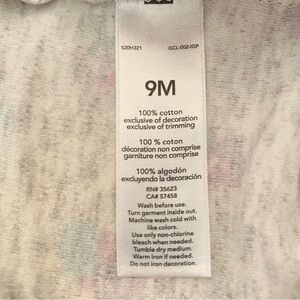 520H321 GCL-002-IGP
9M
100% cotton
exclusive of decoration
exclusive of trimming
100% coton
décoration non comprise
garniture non comprise
100% algodón
excluyendo la decoración
RN# 35623
CA# 57458
Wash before use.
Turn garment inside out.
Machine wash cold with
like colors.
Use only non-chlorine
bleach when needed.
Tumble dry medium.
Warm iron if needed.
Do not iron decoration.